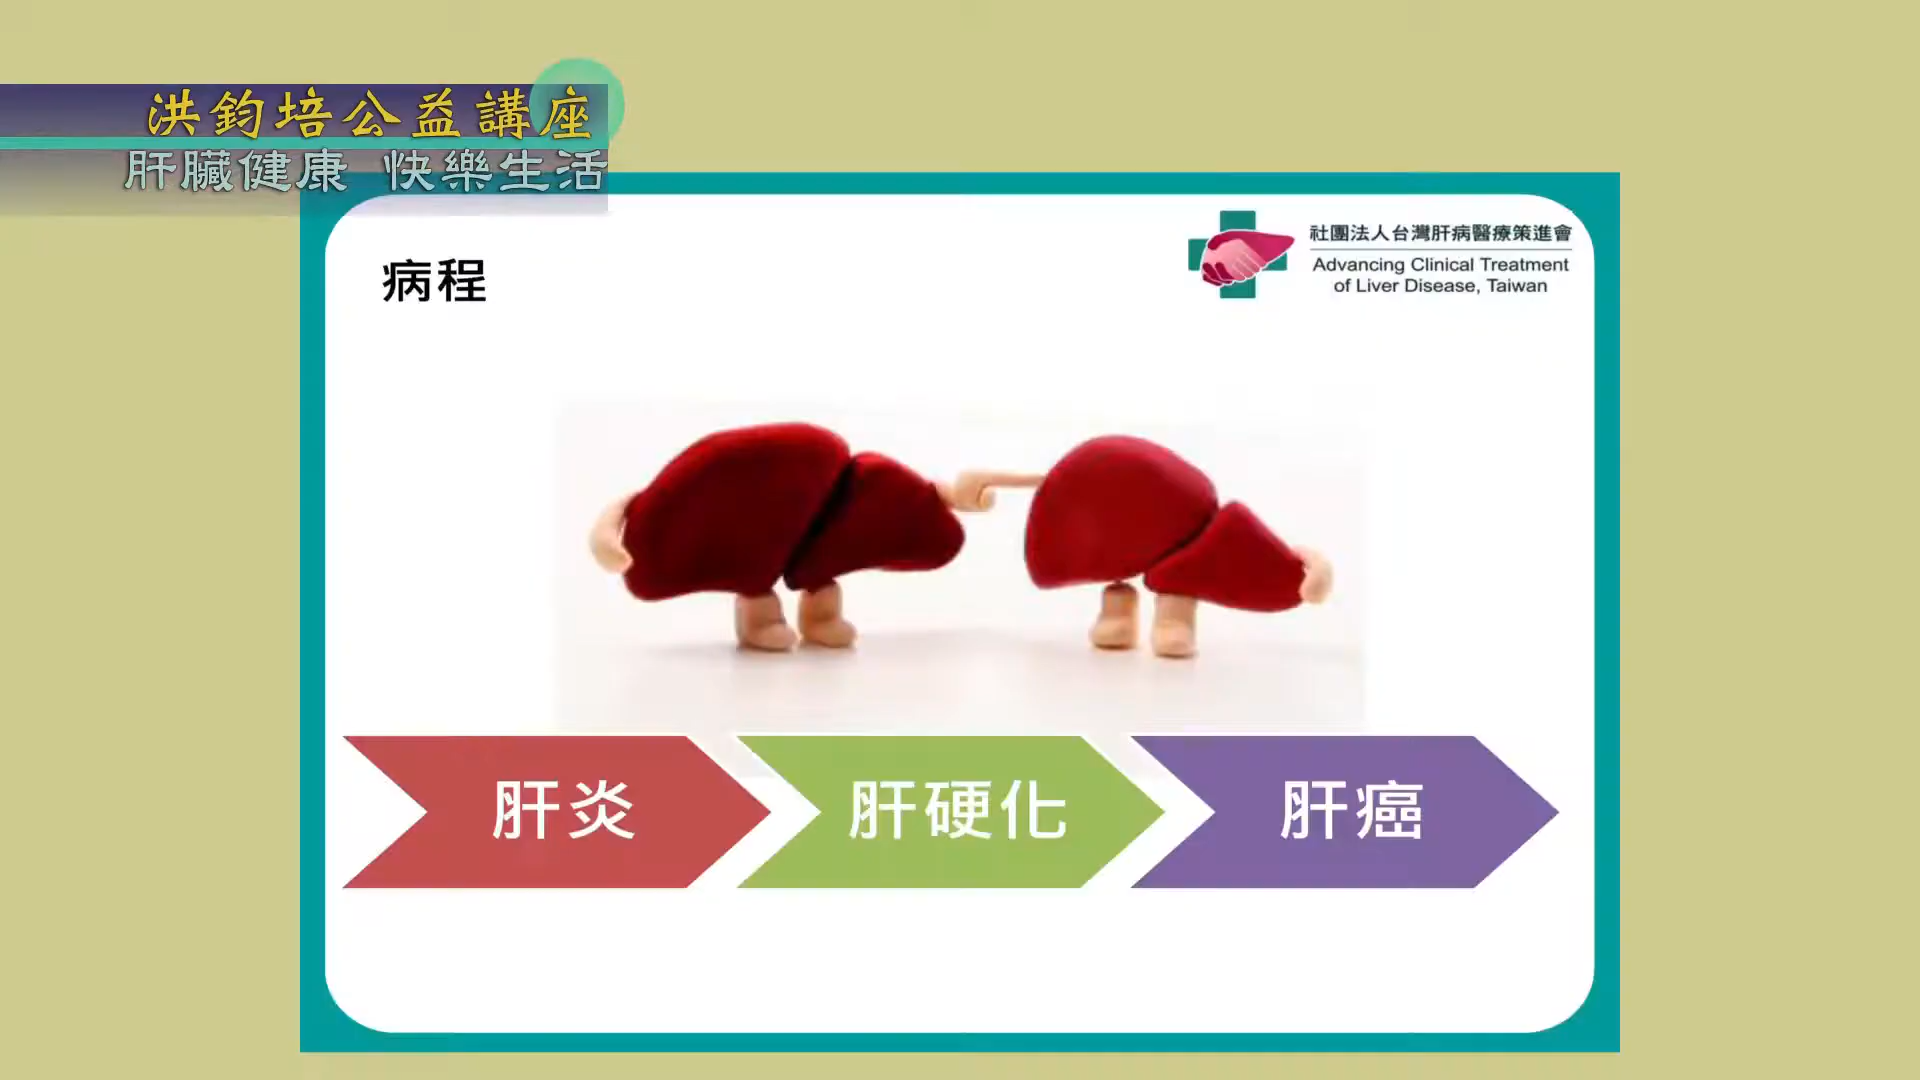 洪鈞培公益講座
肝臟健康 快樂生活
社團法人台灣肝病醫療策進會
Advancing Clinical Treatment
of Liver Disease, Taiwan
病程
肝炎
肝硬化
肝癌